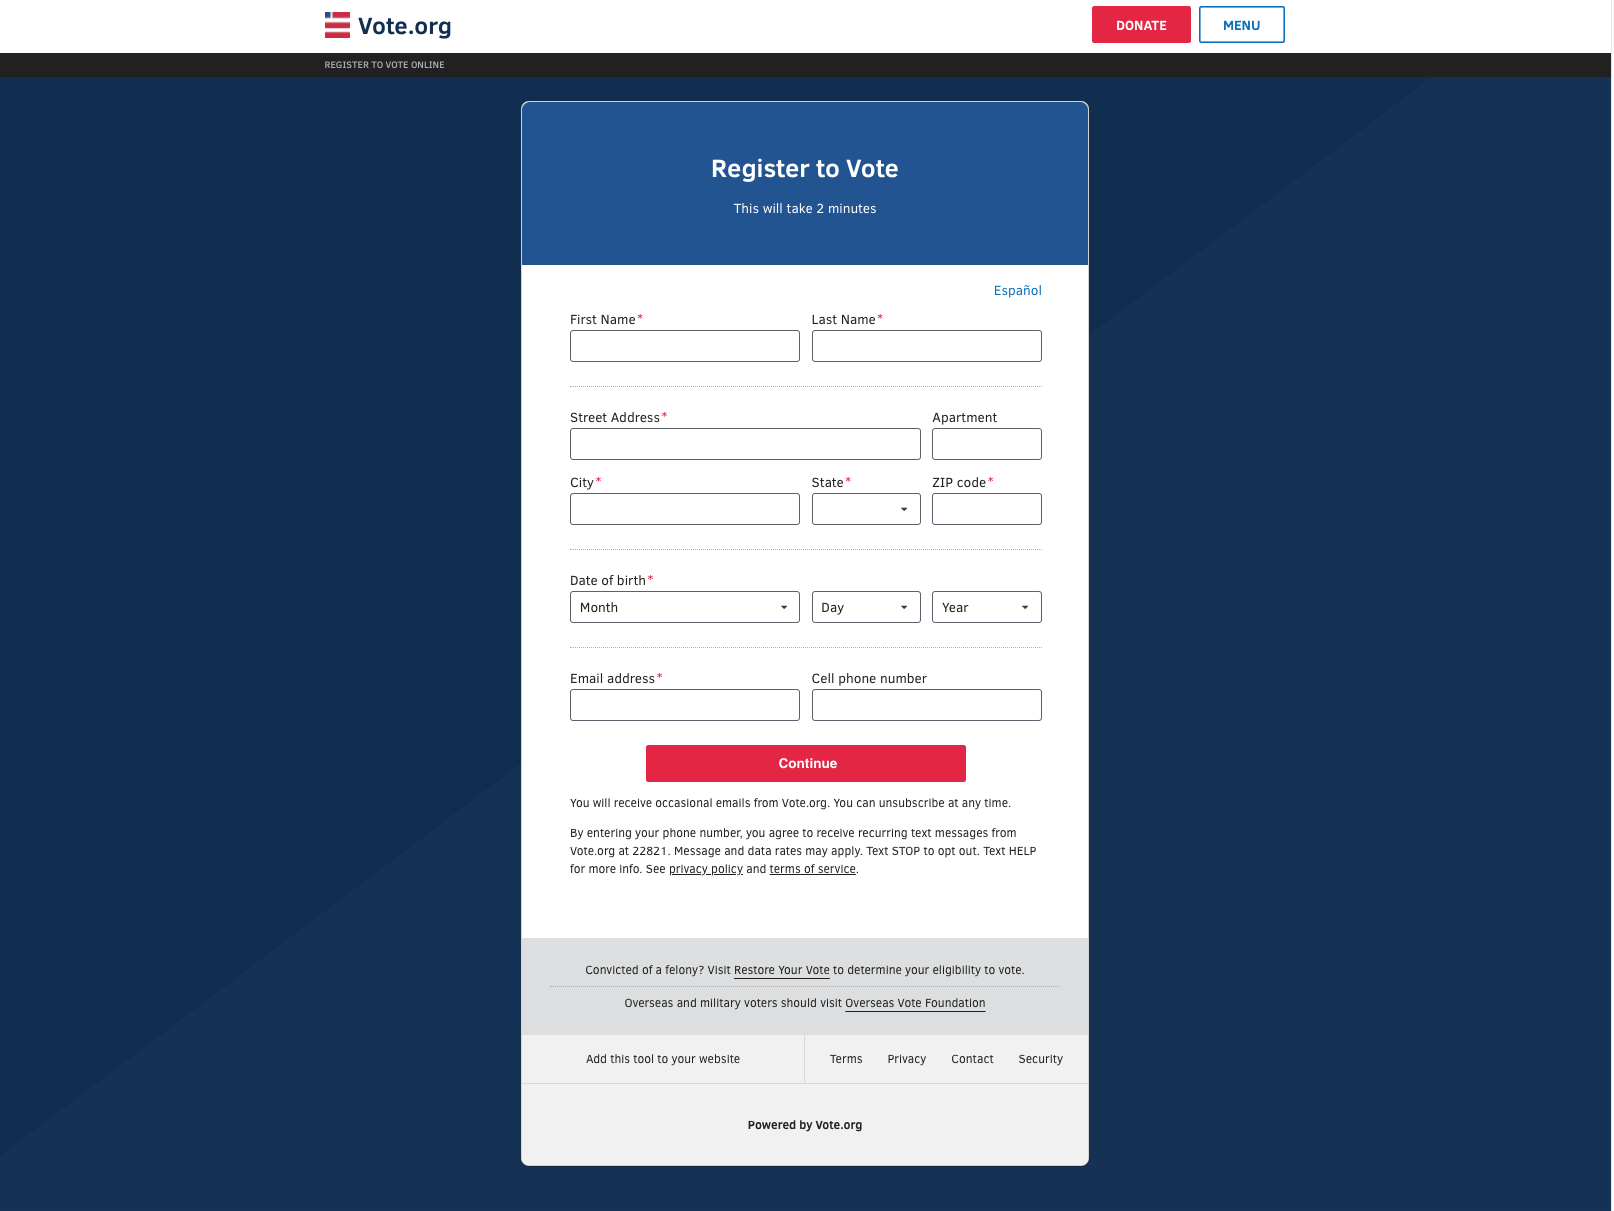 Vote.org
DONATE
MENU
REGISTER TO VOTE ONLINE
Register to Vote
This will take 2 minutes
Español
First Name*
Last Name*
Street Address*
Apartment
City*
State*
ZIP code*
Date of birth*
Month
Day
Year
Email address*
Cell phone number
Continue
You will receive occasional emails from Vote.org. You can unsubscribe at any time.
By entering your phone number, you agree to receive recurring text messages from
Vote.org at 22821. Message and data rates may apply. Text STOP to opt out. Text HELP
for more info. See privacy policy and terms of service.
Convicted of a felony? Visit Restore Your Vote to determine your eligibility to vote.
Overseas and military voters should visit Overseas Vote Foundation
Add this tool to your website
Terms
Privacy
Contact
Security
Powered by Vote.org